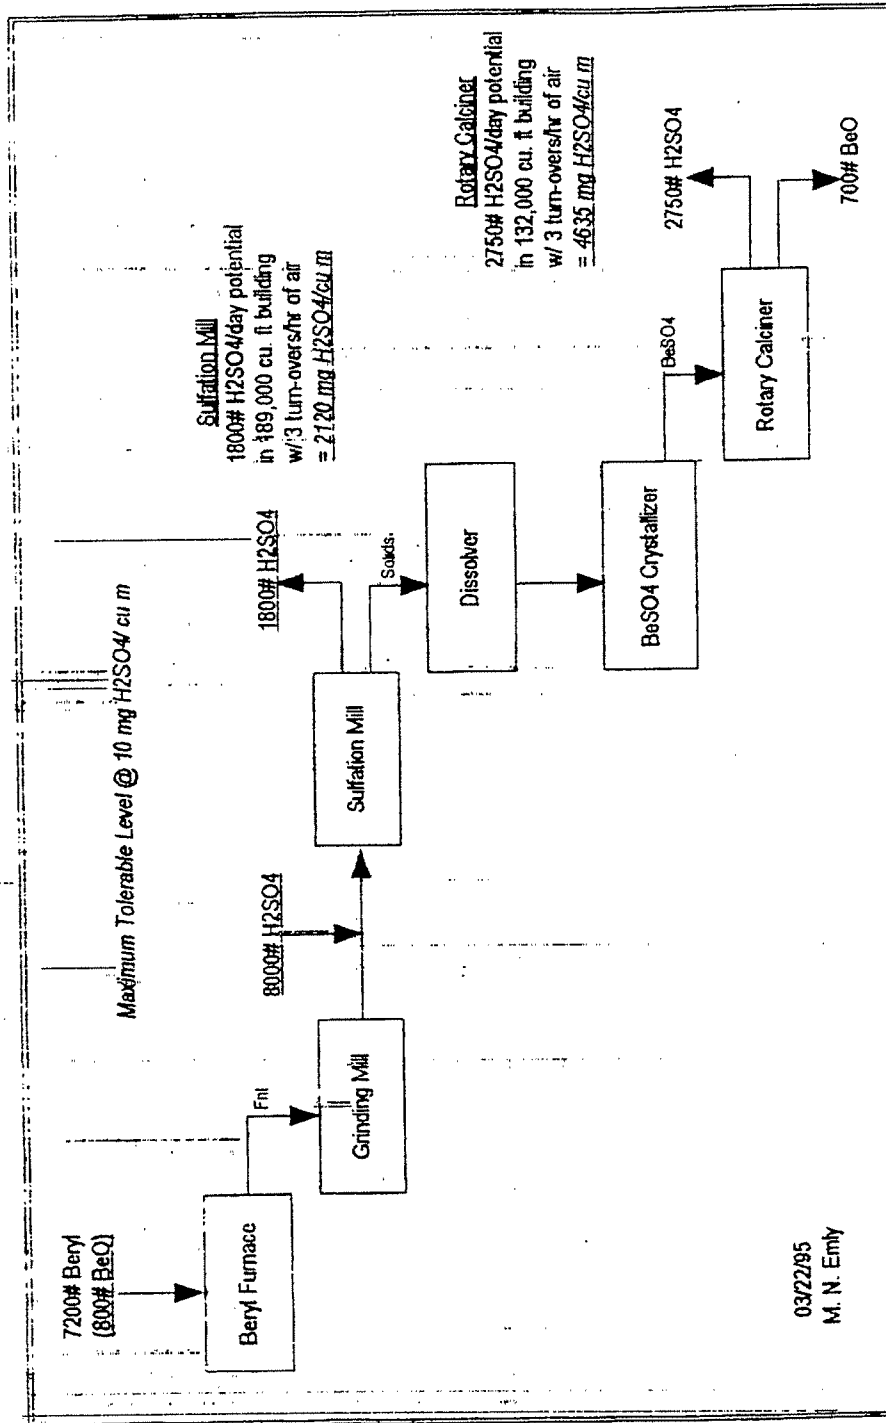 Maximum Tolerable Level @ 10 mg H2SO4/ cu m
7200# Beryl
(800# BeO)
Beryl Furnace
Frit
Grinding Mill
8000# H2SO4
Sulfation Mill
1800# H2SO4
Solids
Sulfation Mill
1800# H2SO4/day potential
in 189,000 cu. ft building
w/ 3 turn-overs/hr of air
= 2120 mg H2SO4/cu m
Dissolver
BeSO4 Crystallizer
BeSO4
Rotary Calciner
Rotary Calciner
2750# H2SO4/day potential
in 132,000 cu. ft building
w/ 3 turn-overs/hr of air
= 4635 mg H2SO4/cu m
2750# H2SO4
700# BeO
03/22/95
M. N. Emly